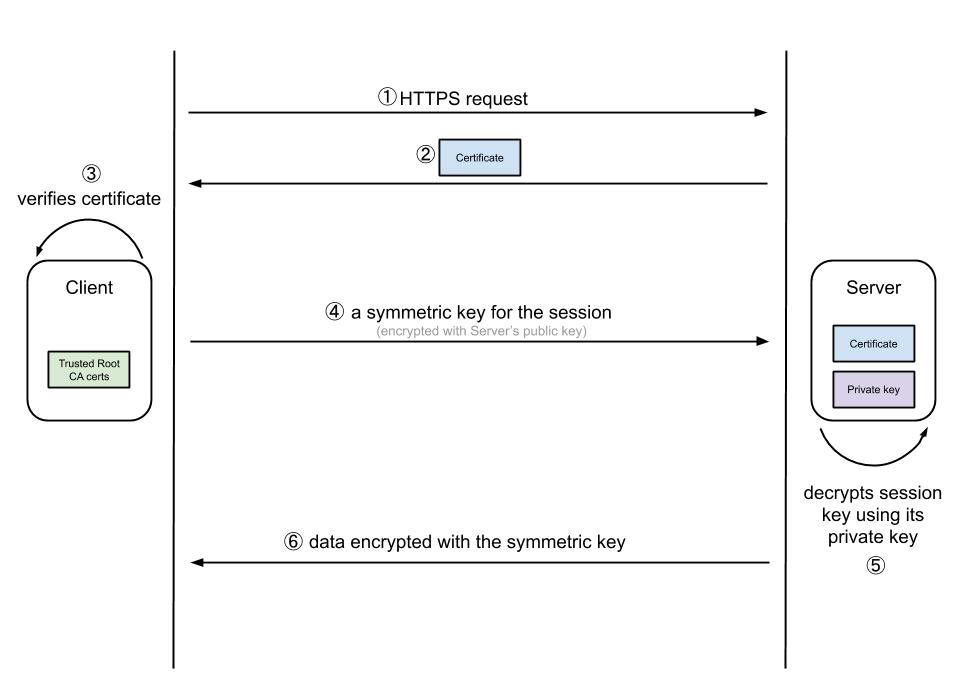 ① HTTPS request
② Certificate
③
verifies certificate
Client
Trusted Root
CA certs
④ a symmetric key for the session
(encrypted with Server's public key)
Server
Certificate
Private key
decrypts session
key using its
private key
⑤
⑥ data encrypted with the symmetric key